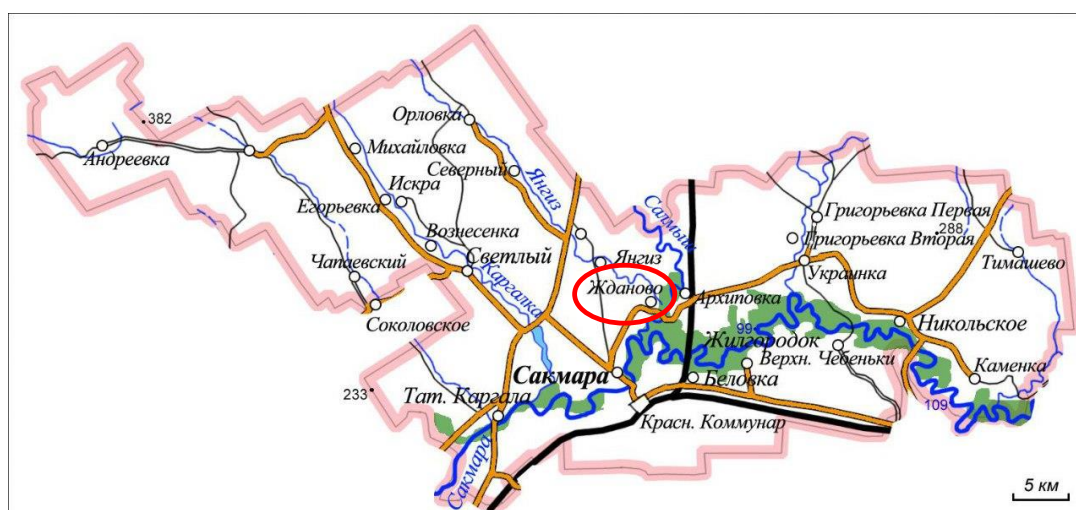 382
Андреевка
Орловка
Михайловка
Северный
Искра
Егорьевка
Янгиз
Салмыш
Григорьевка Первая
288
Григорьевка Вторая
Вознесенка
Светлый
Чапаевский
Каргалка
Янгиз
Украинка
Тимашево
Жданово
Архиповка
Соколовское
99
Никольское
Жилгородок
Верхн. Чебеньки
Сакмара
Беловка
Каменка
233
Тат. Каргала
109
Красн. Коммунар
Сакмара
5 км